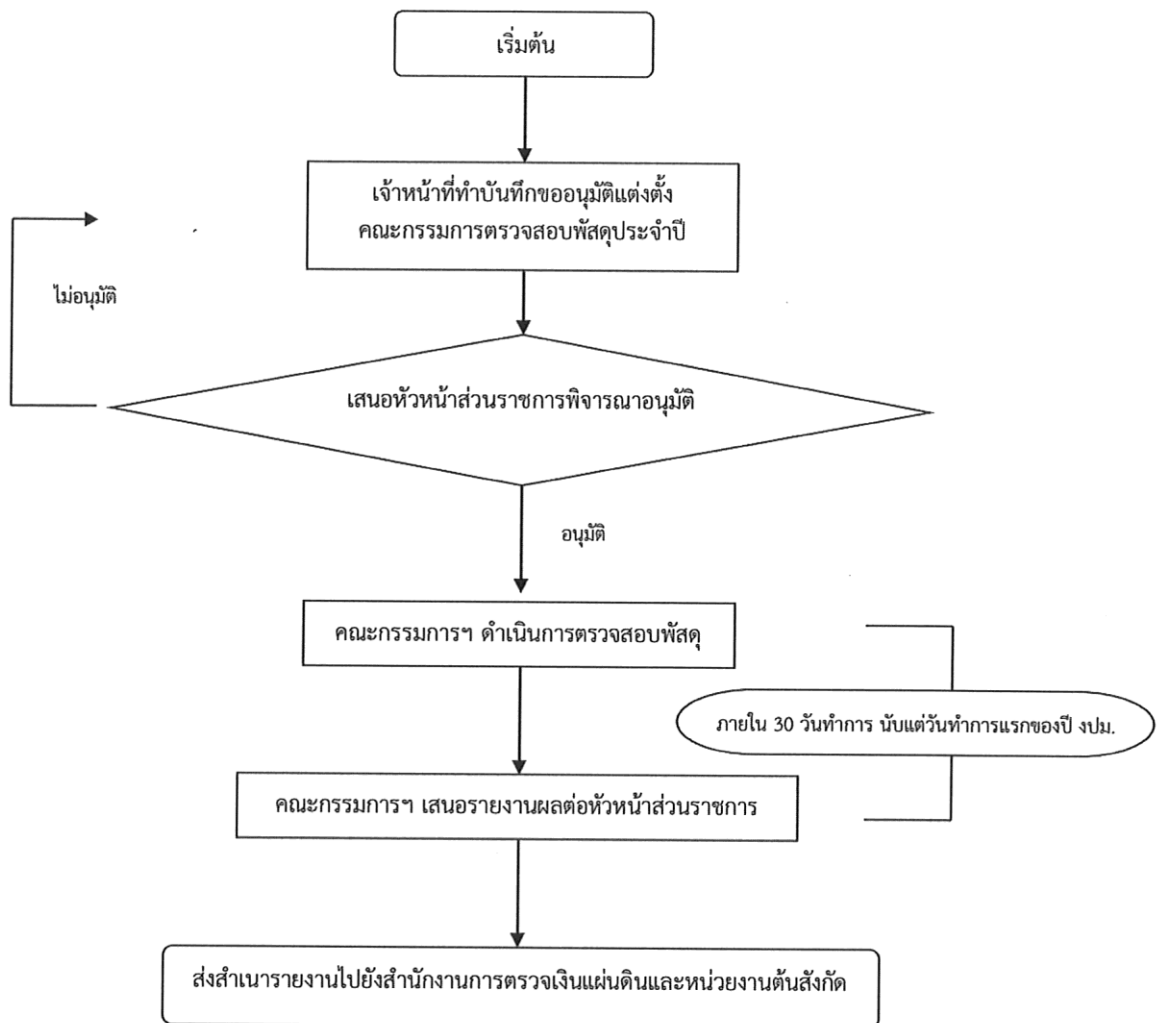 เริ่มต้น
เจ้าหน้าที่ทำบันทึกขออนุมัติแต่งตั้ง
คณะกรรมการตรวจสอบพัสดุประจำปี
ไม่อนุมัติ
เสนอหัวหน้าส่วนราชการพิจารณาอนุมัติ
อนุมัติ
คณะกรรมการฯ ดำเนินการตรวจสอบพัสดุ
ภายใน 30 วันทำการ นับแต่วันทำการแรกของปี งปม.
คณะกรรมการฯ เสนอรายงานผลต่อหัวหน้าส่วนราชการ
ส่งสำเนารายงานไปยังสำนักงานการตรวจเงินแผ่นดินและหน่วยงานต้นสังกัด